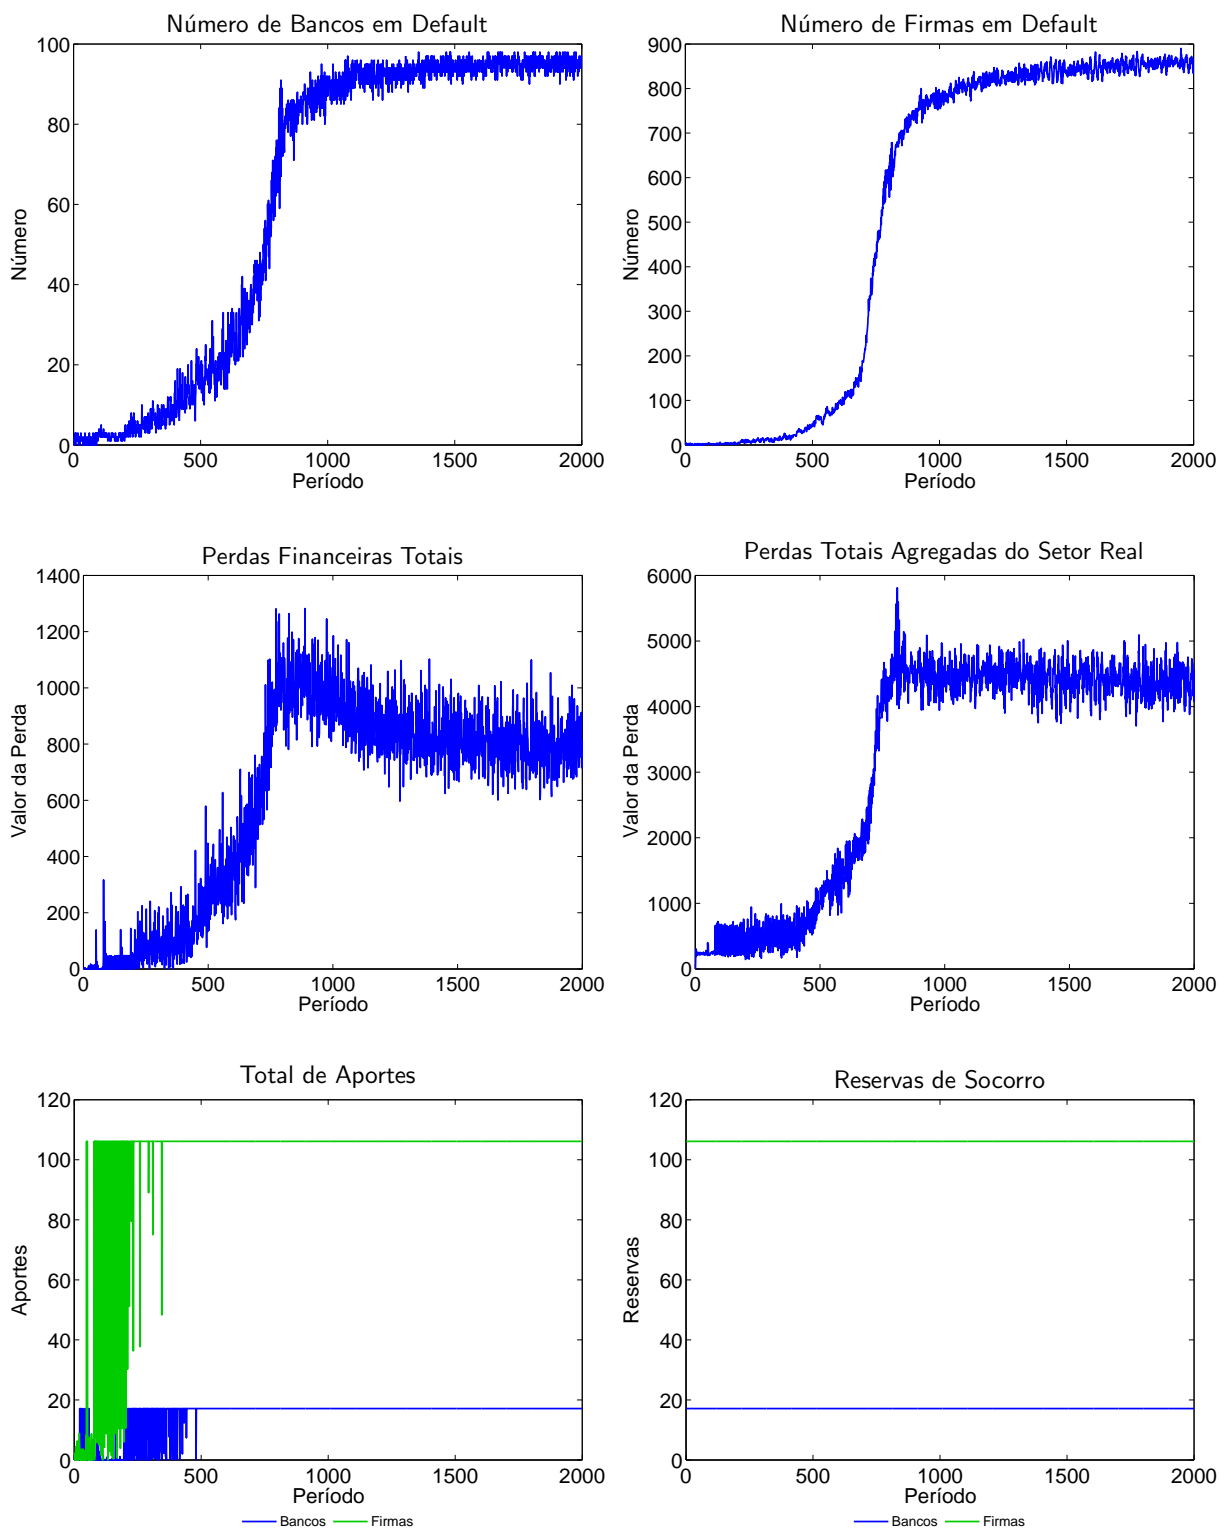 Número de Bancos em Default
100
80
60
40
20
0
Número
0 500 1000 1500 2000
Período
Número de Firmas em Default
900
800
700
600
500
400
300
200
100
0
Número
0 500 1000 1500 2000
Período
Perdas Financeiras Totais
1400
1200
1000
800
600
400
200
0
Valor da Perda
0 500 1000 1500 2000
Período
Perdas Totais Agregadas do Setor Real
6000
5000
4000
3000
2000
1000
0
Valor da Perda
0 500 1000 1500 2000
Período
Total de Aportes
120
100
80
60
40
20
0
Aportes
0 500 1000 1500 2000
Período
Bancos Firmas
Reservas de Socorro
120
100
80
60
40
20
0
Reservas
0 500 1000 1500 2000
Período
Bancos Firmas